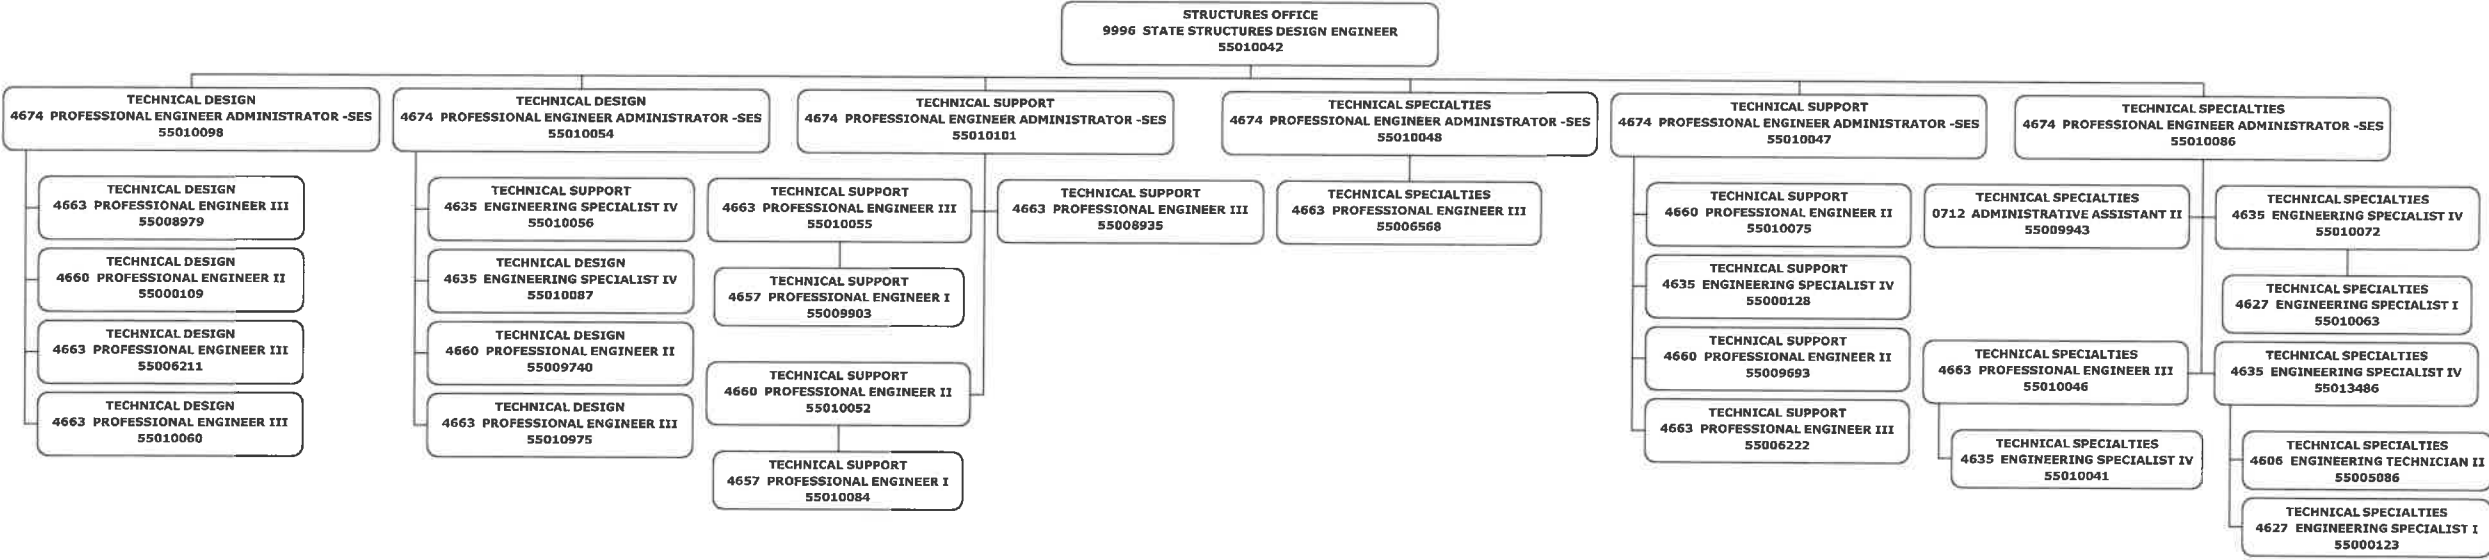 STRUCTURES OFFICE
9996 STATE STRUCTURES DESIGN ENGINEER
55010042
TECHNICAL DESIGN
4674 PROFESSIONAL ENGINEER ADMINISTRATOR -SES
55010098
TECHNICAL DESIGN
4663 PROFESSIONAL ENGINEER III
55008979
TECHNICAL DESIGN
4660 PROFESSIONAL ENGINEER II
55000109
TECHNICAL DESIGN
4663 PROFESSIONAL ENGINEER III
55006211
TECHNICAL DESIGN
4663 PROFESSIONAL ENGINEER III
55010060
TECHNICAL DESIGN
4674 PROFESSIONAL ENGINEER ADMINISTRATOR -SES
55010054
TECHNICAL SUPPORT
4635 ENGINEERING SPECIALIST IV
55010056
TECHNICAL DESIGN
4635 ENGINEERING SPECIALIST IV
55010087
TECHNICAL DESIGN
4660 PROFESSIONAL ENGINEER II
55009740
TECHNICAL DESIGN
4663 PROFESSIONAL ENGINEER III
55010975
TECHNICAL SUPPORT
4674 PROFESSIONAL ENGINEER ADMINISTRATOR -SES
55010101
TECHNICAL SUPPORT
4663 PROFESSIONAL ENGINEER III
55010055
TECHNICAL SUPPORT
4657 PROFESSIONAL ENGINEER I
55009903
TECHNICAL SUPPORT
4663 PROFESSIONAL ENGINEER III
55008935
TECHNICAL SUPPORT
4660 PROFESSIONAL ENGINEER II
55010052
TECHNICAL SUPPORT
4657 PROFESSIONAL ENGINEER I
55010084
TECHNICAL SPECIALTIES
4674 PROFESSIONAL ENGINEER ADMINISTRATOR -SES
55010048
TECHNICAL SPECIALTIES
4663 PROFESSIONAL ENGINEER III
55006568
TECHNICAL SUPPORT
4674 PROFESSIONAL ENGINEER ADMINISTRATOR -SES
55010047
TECHNICAL SUPPORT
4660 PROFESSIONAL ENGINEER II
55010075
TECHNICAL SUPPORT
4635 ENGINEERING SPECIALIST IV
55000128
TECHNICAL SUPPORT
4660 PROFESSIONAL ENGINEER II
55009693
TECHNICAL SUPPORT
4663 PROFESSIONAL ENGINEER III
55006222
TECHNICAL SPECIALTIES
4674 PROFESSIONAL ENGINEER ADMINISTRATOR -SES
55010086
TECHNICAL SPECIALTIES
0712 ADMINISTRATIVE ASSISTANT II
55009943
TECHNICAL SPECIALTIES
4635 ENGINEERING SPECIALIST IV
55010072
TECHNICAL SPECIALTIES
4627 ENGINEERING SPECIALIST I
55010063
TECHNICAL SPECIALTIES
4663 PROFESSIONAL ENGINEER III
55010046
TECHNICAL SPECIALTIES
4635 ENGINEERING SPECIALIST IV
55010041
TECHNICAL SPECIALTIES
4635 ENGINEERING SPECIALIST IV
55013486
TECHNICAL SPECIALTIES
4606 ENGINEERING TECHNICIAN II
55005086
TECHNICAL SPECIALTIES
4627 ENGINEERING SPECIALIST I
55000123